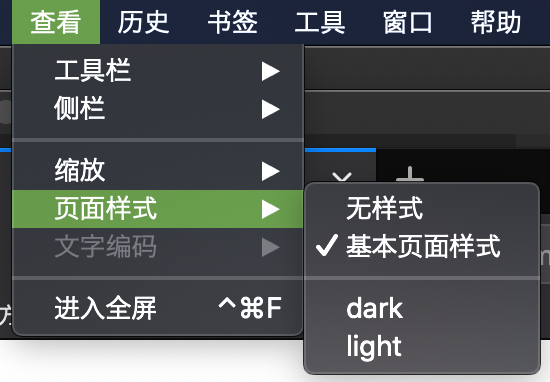 查看 历史 书签 工具 窗口 帮助
工具栏 ▶
侧栏 ▶
缩放 ▶
页面样式 ▶
文字编码 ▶
进入全屏 ^⌘F
无样式
✓ 基本页面样式
dark
light